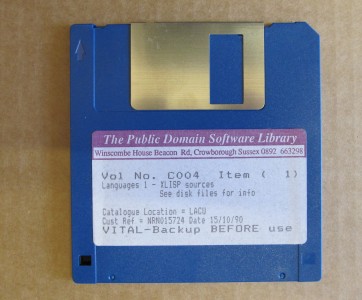 The Public Domain Software Library
Winscombe House Beacon Rd, Crowborough Sussex 0892 663298
Vol No. C004 Item ( 1)
Languages 1 - XLISP sources
See disk files for info
Catalogue Location = LACU
Cust Ref = NRN015724 Date 15/10/90
VITAL-Backup BEFORE use